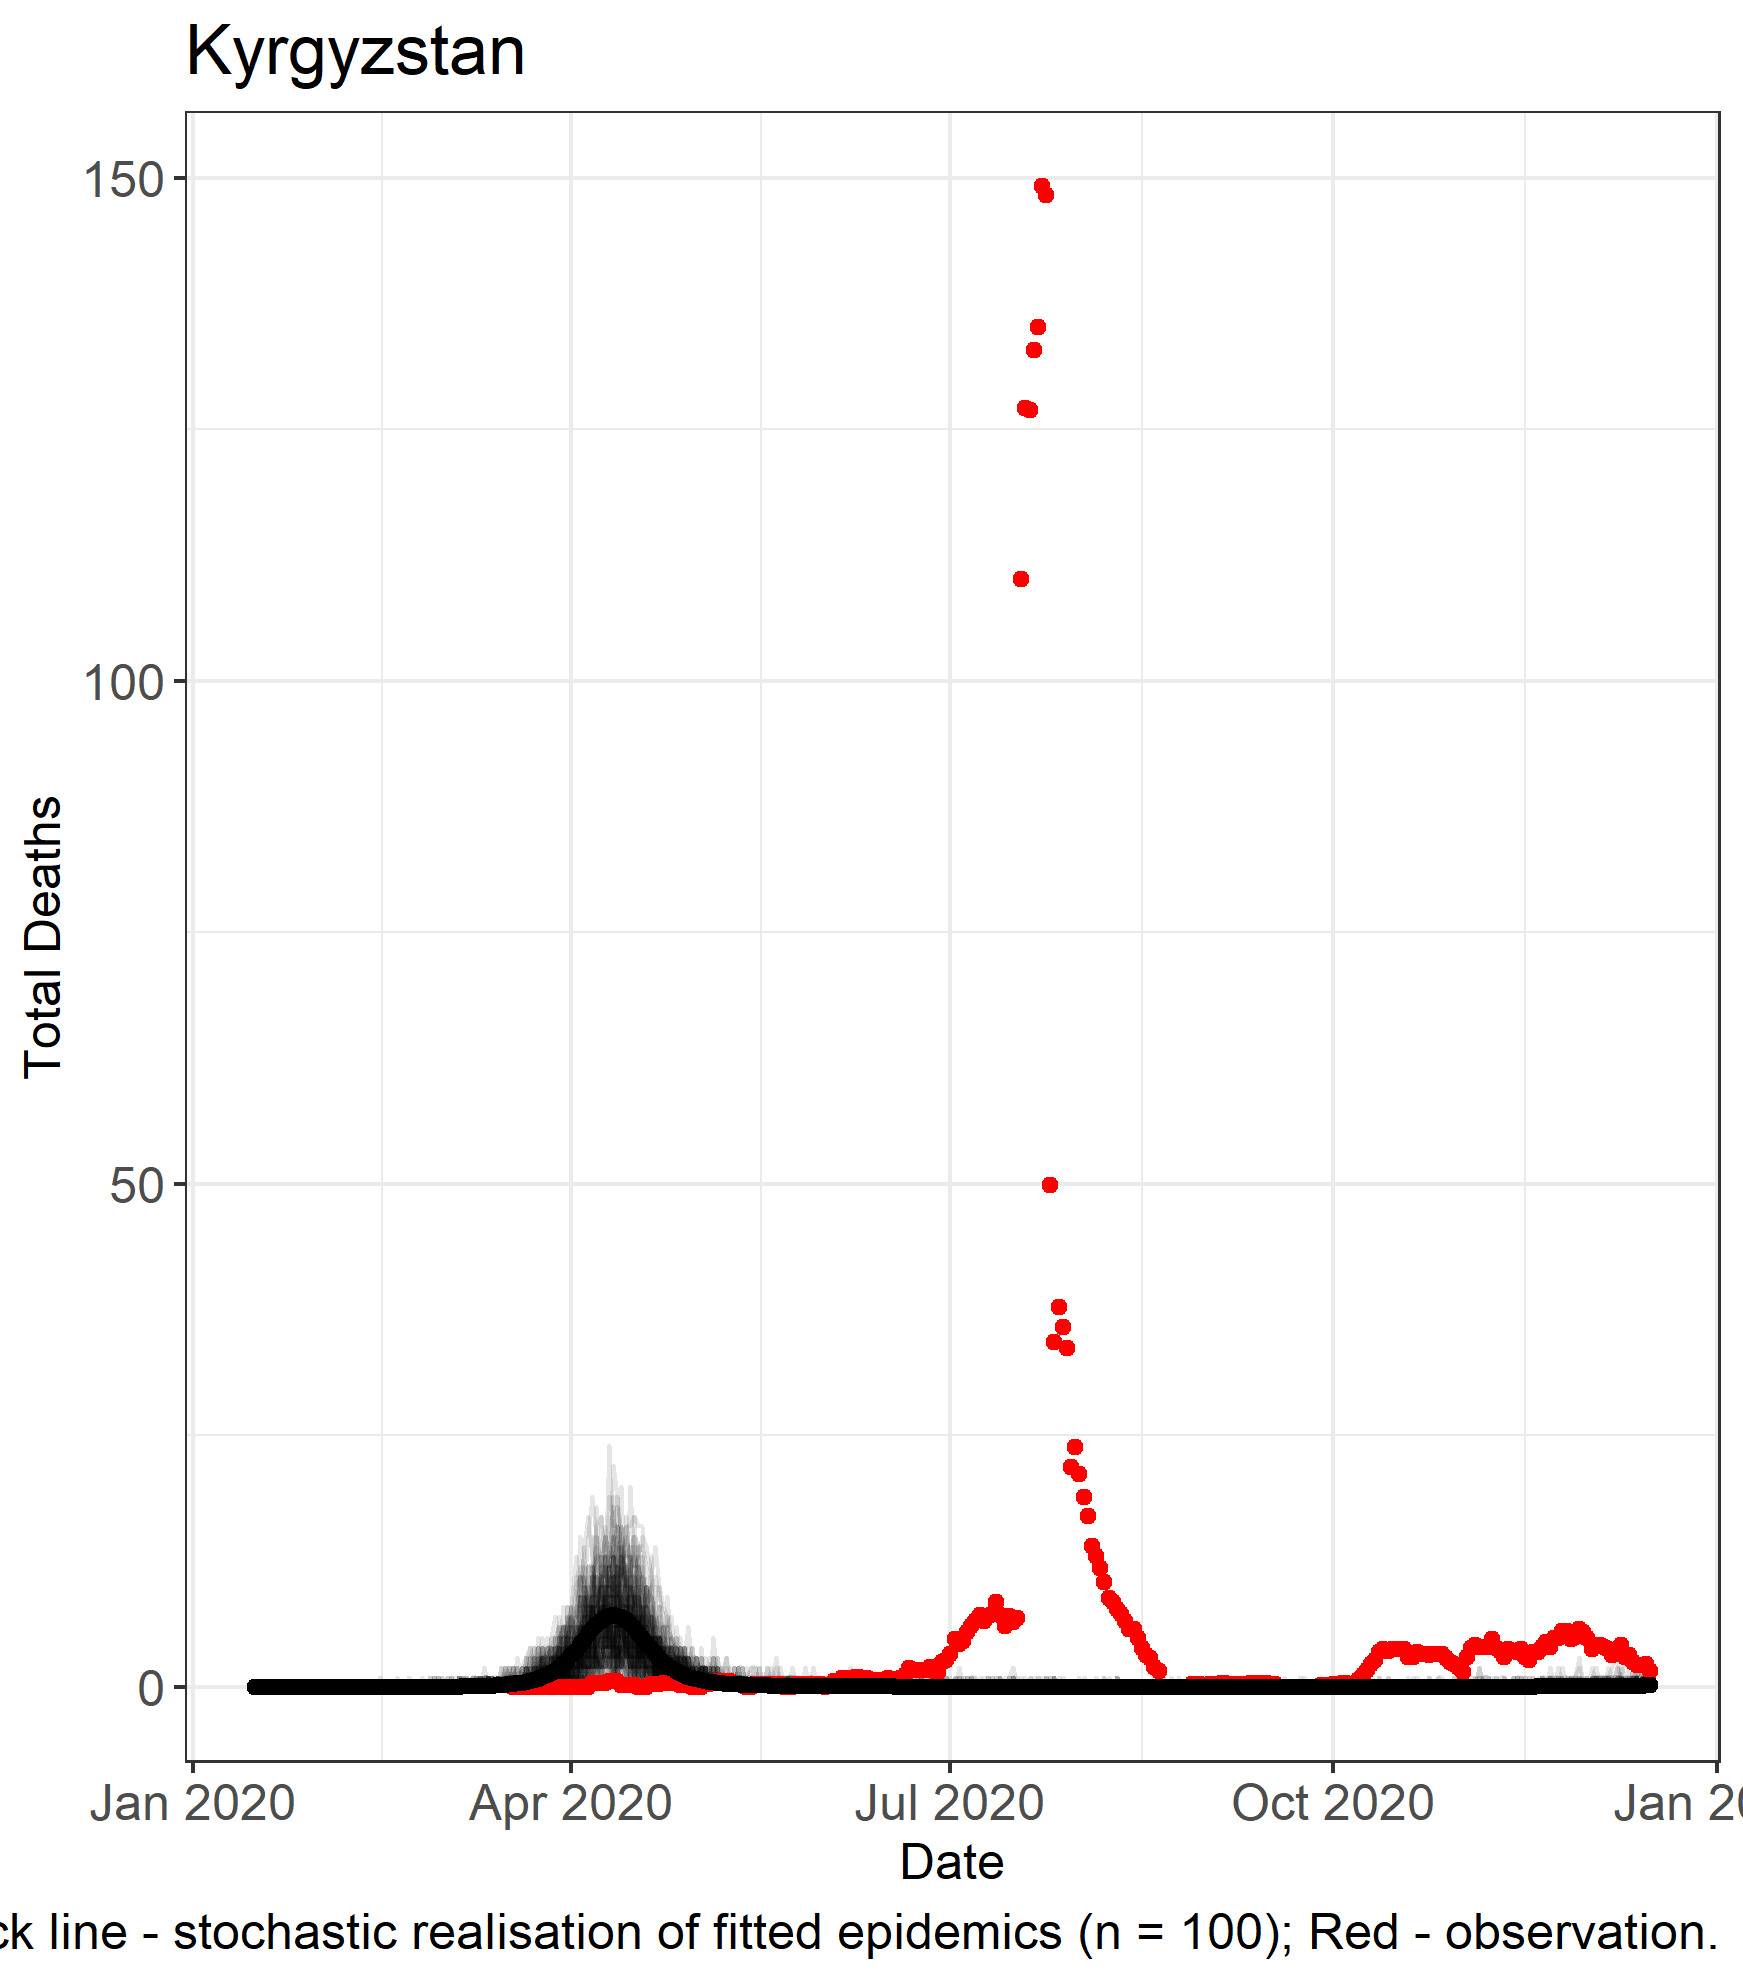 Kyrgyzstan
150
100
50
0
Total Deaths
Jan 2020
Apr 2020
Jul 2020
Oct 2020
Jan
Date
line - stochastic realisation of fitted epidemics (n = 100); Red - observation.